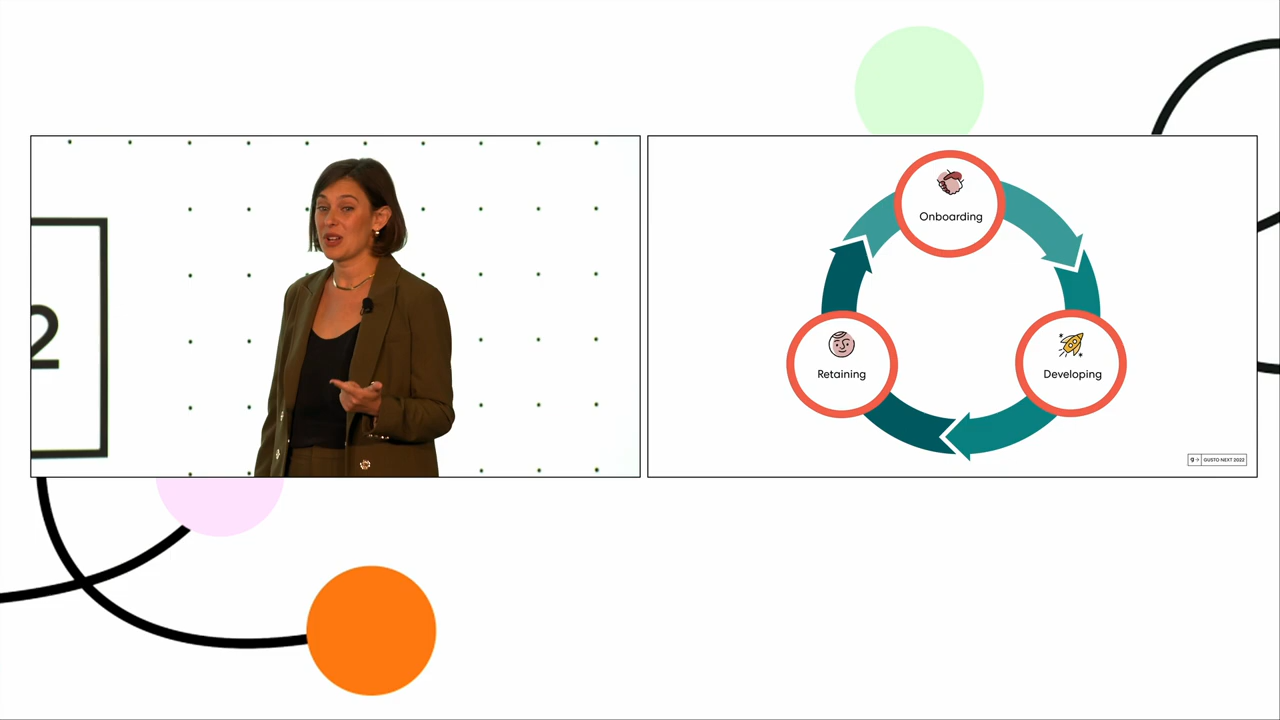 2
Onboarding
Retaining
Developing
g → GUSTO NEXT 2022